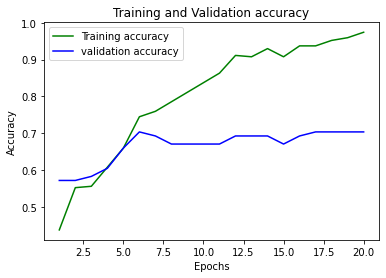 Training and Validation accuracy
Training accuracy
validation accuracy
1.0
0.9
0.8
0.7
0.6
0.5
Accuracy
2.5 5.0 7.5 10.0 12.5 15.0 17.5 20.0
Epochs